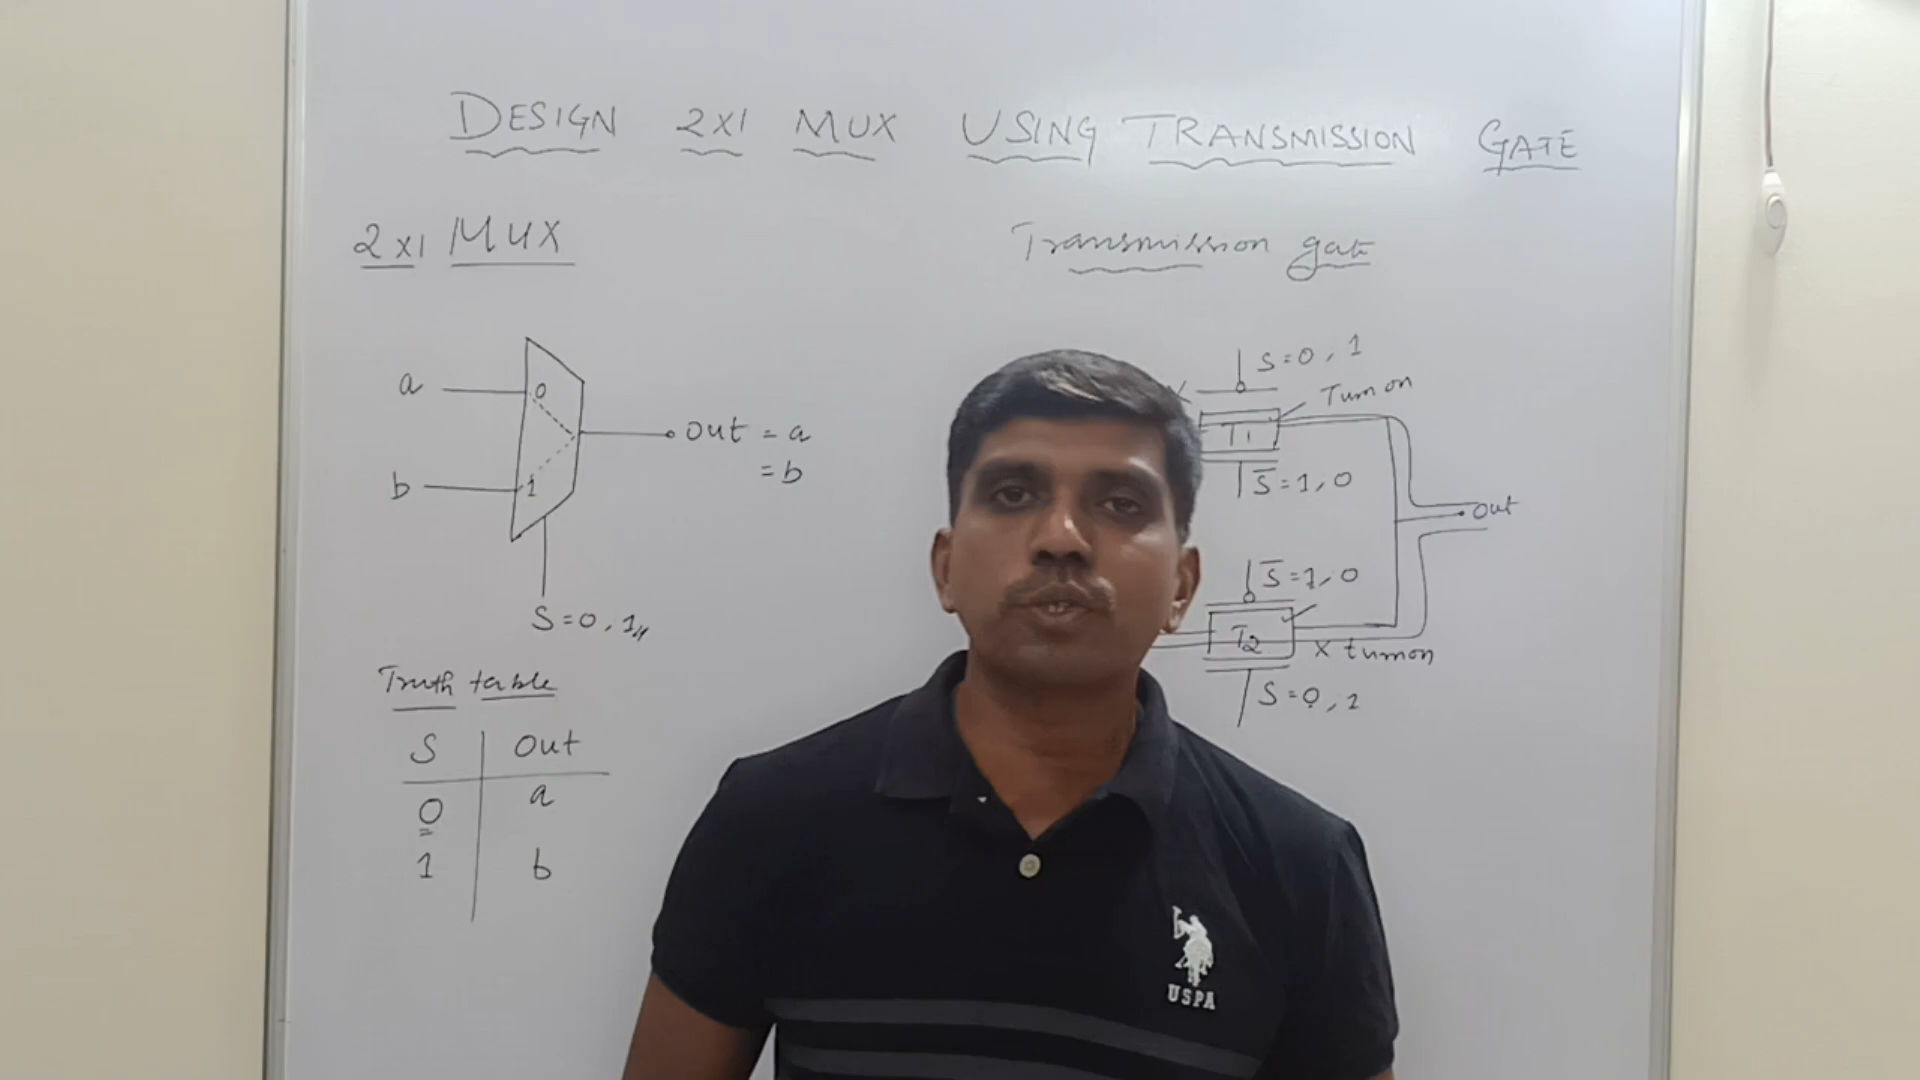 DESIGN 2X1 MUX USING TRANSMISSION GATE
2x1 MUX
Transmission gate
a 0
out = a
= b
b 1
S=0, 1
Truth table
S out
0 a
1 b
S=0, 1
x
Turn on
T1
S̅=1, 0
out
S̅=1, 0
T2
x turn on
S=0, 1
USPA